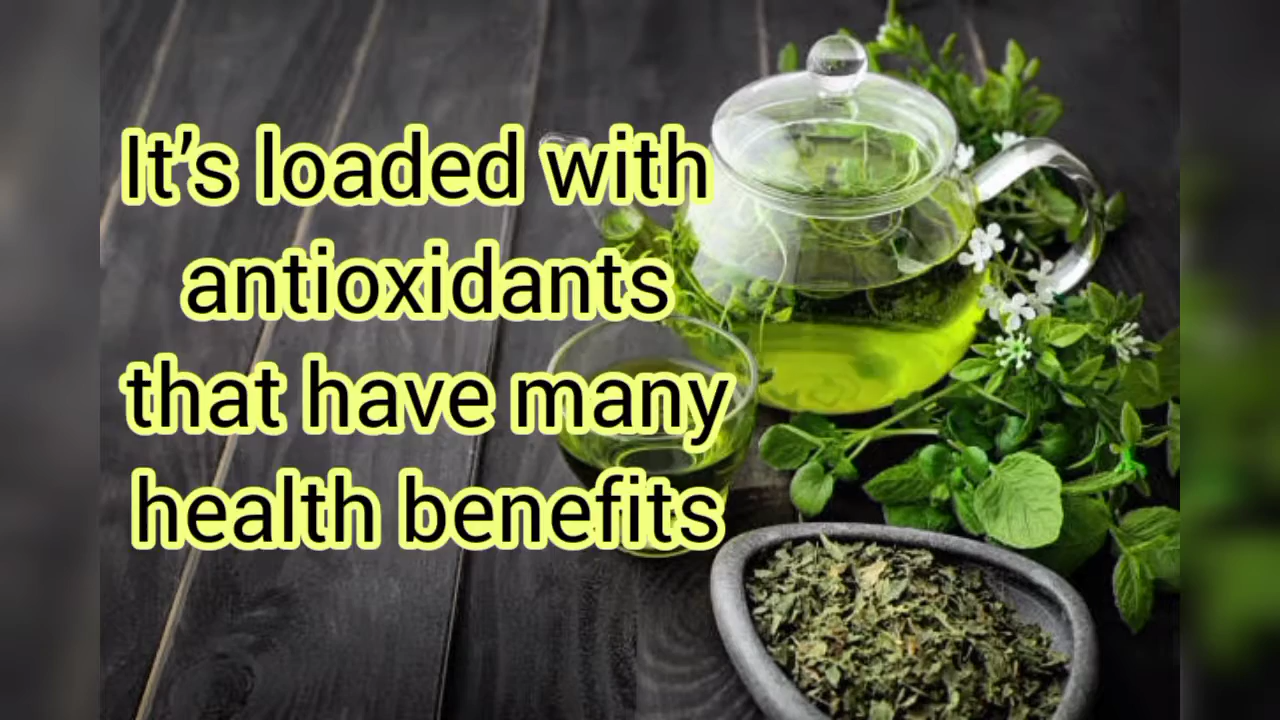 It’s loaded with
antioxidants
that have many
health benefits